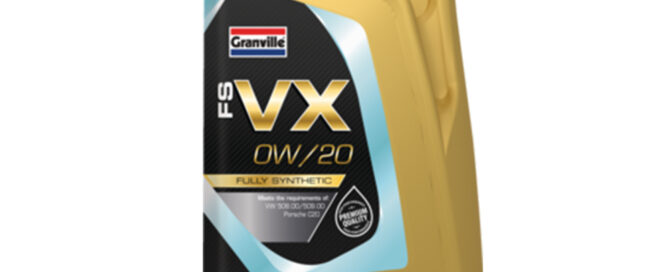 Granville
FS VX
0W/20
FULLY SYNTHETIC
Meets the requirements of
VW 508.00/509.00
Porsche C20
PREMIUM
QUALITY